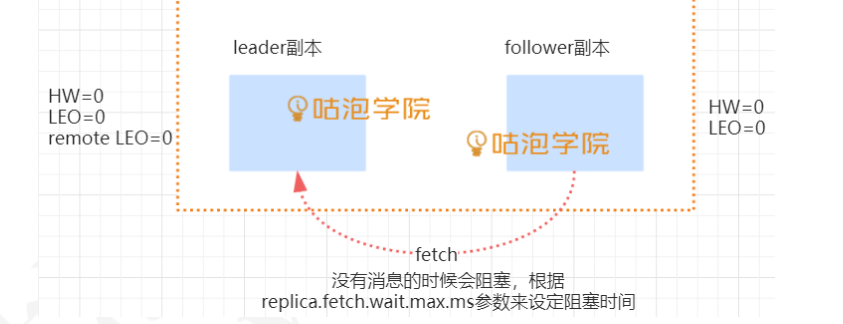 leader副本
follower副本
HW=0
LEO=0
remote LEO=0
咕泡学院
咕泡学院
HW=0
LEO=0
fetch
没有消息的时候会阻塞，根据
replica.fetch.wait.max.ms参数来设定阻塞时间